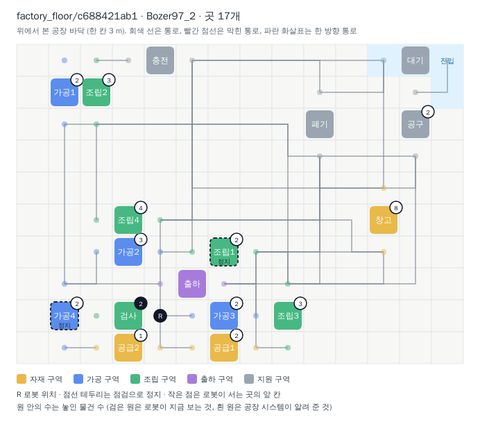 factory_floor/c688421ab1 · Bozer97_2 · 곳 17개
위에서 본 공장 바닥 (한 칸 3 m). 회색 선은 통로, 빨간 점선은 막힌 통로, 파란 화살표는 한 방향 통로
충전
대기
진입
가공1
2
조립2
3
폐기
공구
2
조립4
4
창고
8
가공2
3
조립1
2
정지
출하
가공4
2
정지
검사
2
R
가공3
2
조립3
3
공급2
1
공급1
2
자재 구역
가공 구역
조립 구역
출하 구역
지원 구역
R 로봇 위치 · 점선 테두리는 점검으로 정지 · 작은 점은 로봇이 서는 곳의 앞 칸
원 안의 수는 놓인 물건 수 (검은 원은 로봇이 지금 보는 것, 흰 원은 공장 시스템이 알려 준 것)